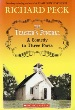 RICHARD PECK
The
Teacher's Funeral
A Comedy
in Three Parts